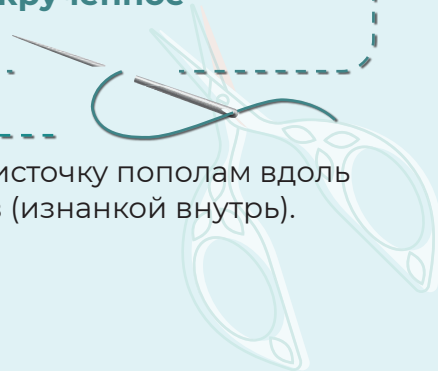 крученное
источку пополам вдоль
в (изнанкой внутрь).